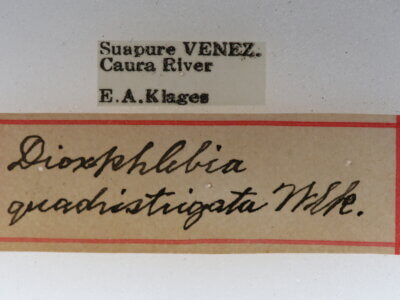 Suapure VENEZ.
Caura River
E.A.Klages
Dioxphlebia
quadristrigata Wlk.